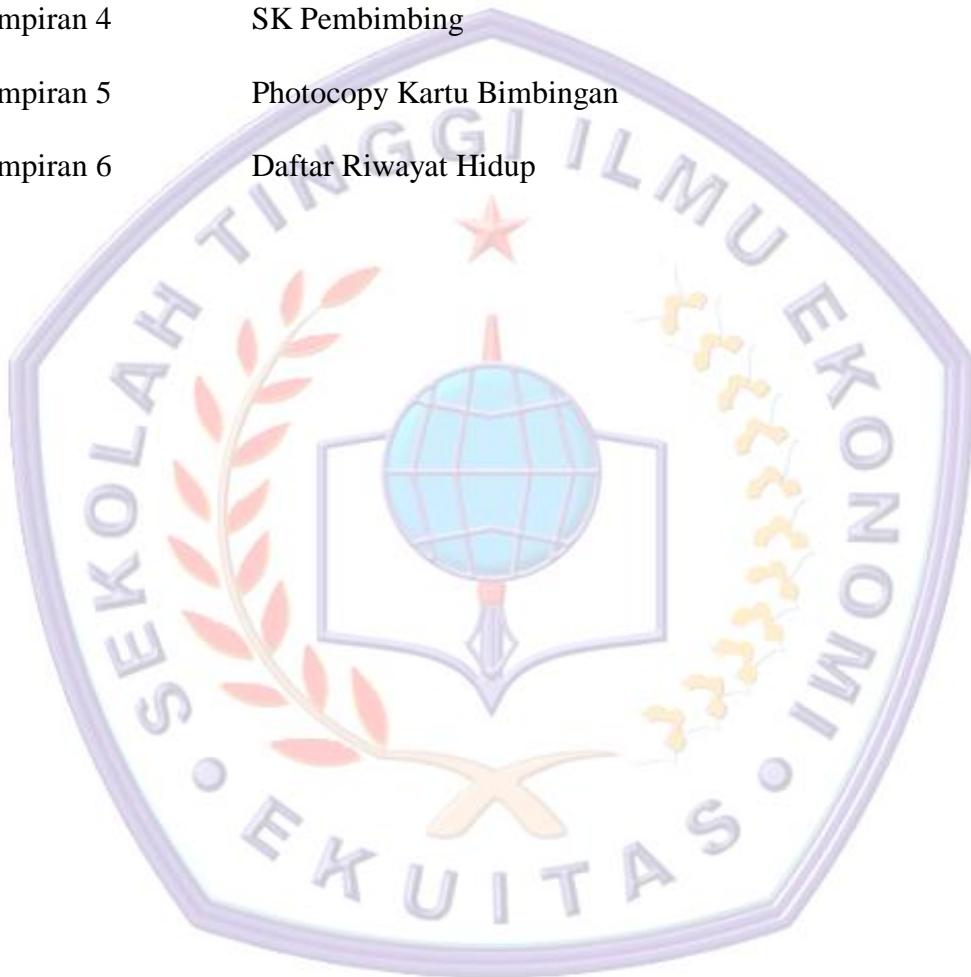 mpiran 4 SK Pembimbing
mpiran 5 Photocopy Kartu Bimbingan
mpiran 6 Daftar Riwayat Hidup
SEKOLAH TINGGI ILMU EKONOMI
• EKUITAS •